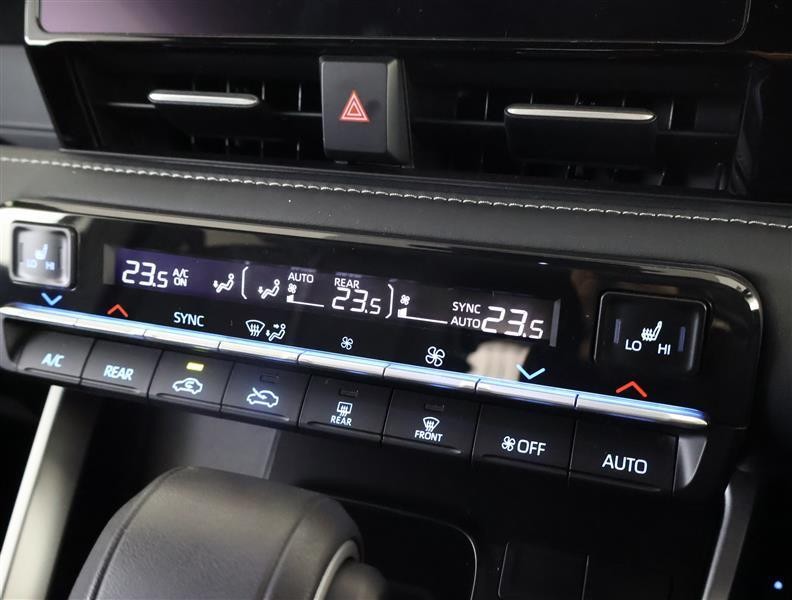 LO HI
23.5 A/C ON AUTO REAR 23.5 SYNC AUTO 23.5
LO HI
SYNC
A/C REAR REAR FRONT OFF AUTO